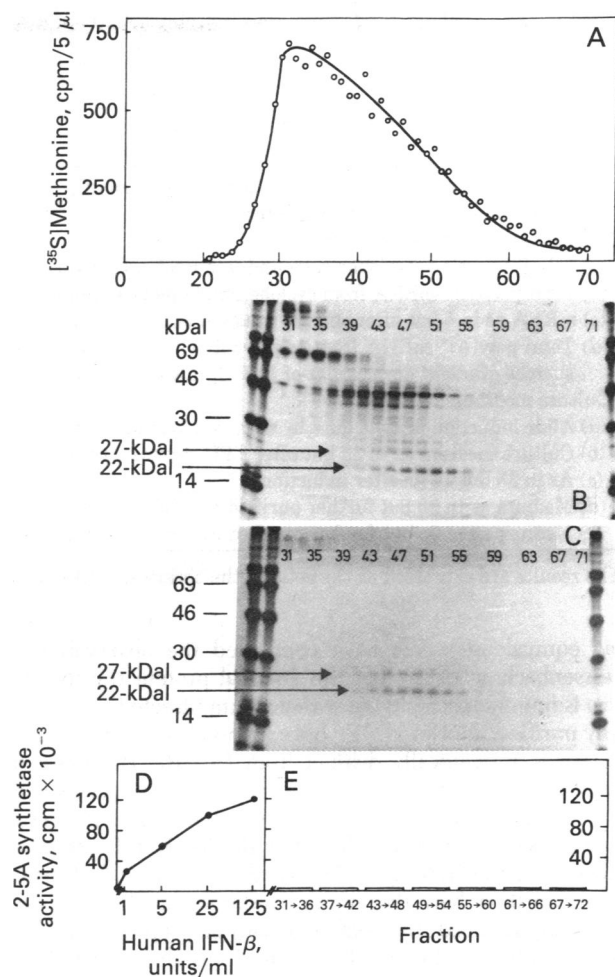 A
[³⁵S]Methionine, cpm/5 µl
750
500
250
0
10 20 30 40 50 60 70
kDal 31 35 39 43 47 51 55 59 63 67 71
69
46
30
27-kDal
22-kDal
14
B
C
31 35 39 43 47 51 55 59 63 67 71
69
46
30
27-kDal
22-kDal
14
2-5A synthetase
activity, cpm × 10⁻³
D
120
80
40
1 5 25 125
Human IFN-β,
units/ml
E
120
80
40
31→36 37→42 43→48 49→54 55→60 61→66 67→72
Fraction